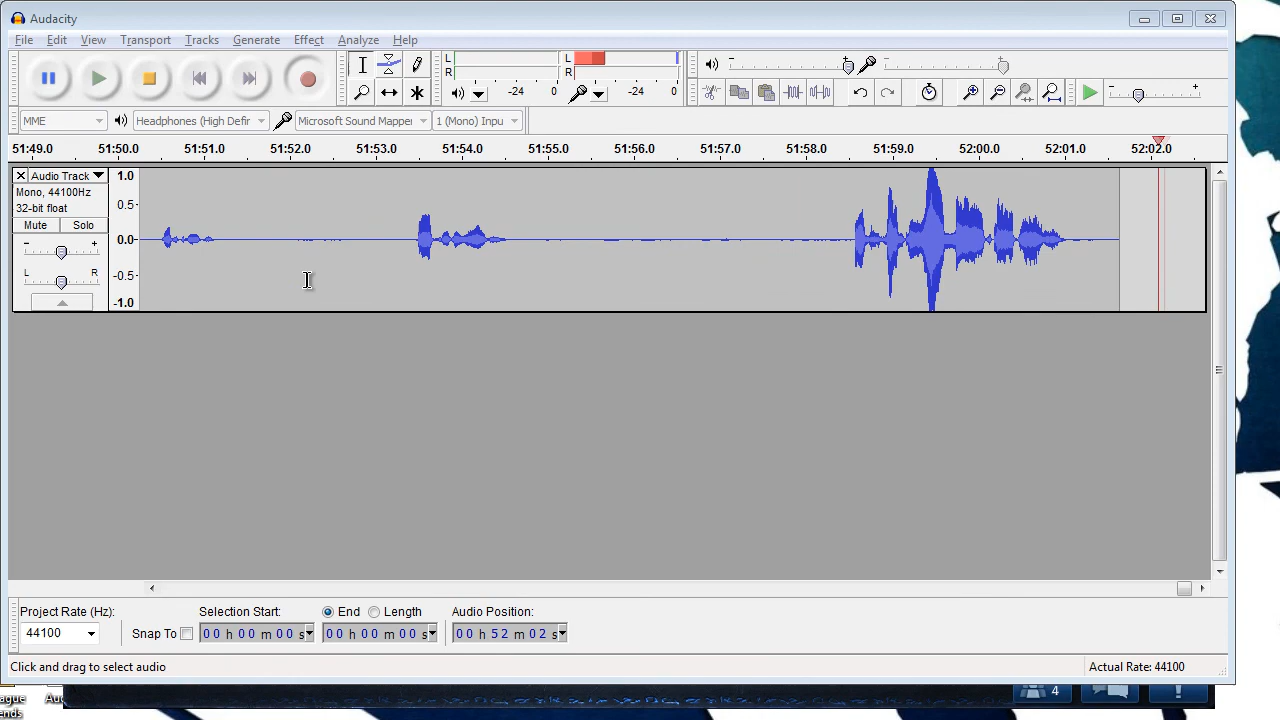 Audacity
File Edit View Transport Tracks Generate Effect Analyze Help
L L
R -24 0 R -24 0
MME Headphones (High Defir Microsoft Sound Mapper 1 (Mono) Inpu
51:49.0 51:50.0 51:51.0 51:52.0 51:53.0 51:54.0 51:55.0 51:56.0 51:57.0 51:58.0 51:59.0 52:00.0 52:01.0 52:02.0
Audio Track 1.0
Mono, 44100Hz
32-bit float 0.5
Mute Solo
- + 0.0
L R -0.5
-1.0
Project Rate (Hz): Selection Start: End Length Audio Position:
44100 Snap To 00 h 00 m 00 s 00 h 00 m 00 s 00 h 52 m 02 s
Click and drag to select audio Actual Rate: 44100
ague Au 4
ends